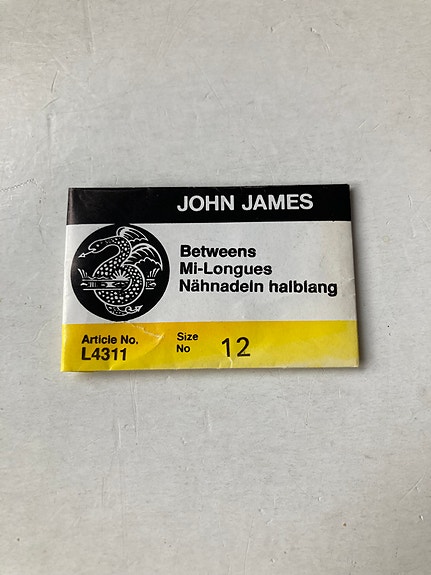 JOHN JAMES
Betweens
Mi-Longues
Nähnadeln halblang
Article No.
L4311
Size
No
12